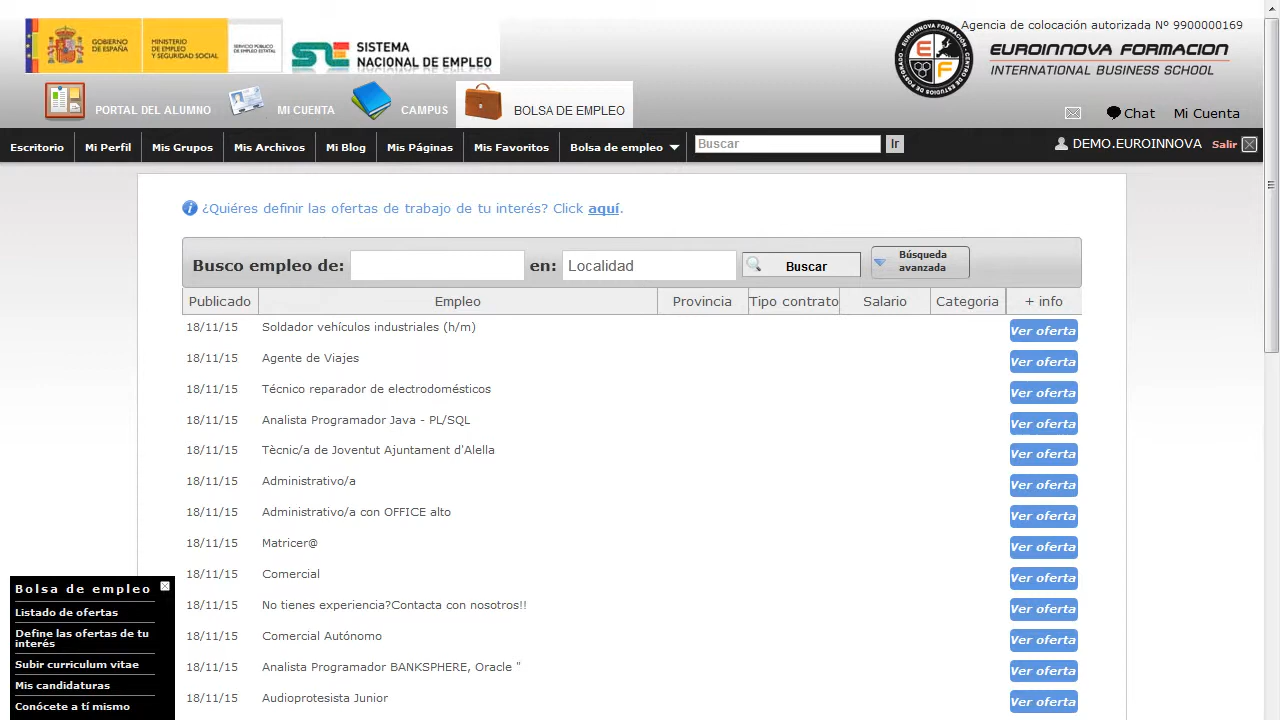 GOBIERNO DE ESPAÑA
MINISTERIO DE EMPLEO Y SEGURIDAD SOCIAL
SERVICIO PÚBLICO DE EMPLEO ESTATAL
SISTEMA NACIONAL DE EMPLEO
Agencia de colocación autorizada Nº 9900000169
EUROINNOVA FORMACION
INTERNATIONAL BUSINESS SCHOOL
PORTAL DEL ALUMNO
MI CUENTA
CAMPUS
BOLSA DE EMPLEO
Chat
Mi Cuenta
Escritorio
Mi Perfil
Mis Grupos
Mis Archivos
Mi Blog
Mis Páginas
Mis Favoritos
Bolsa de empleo
Buscar
Ir
DEMO.EUROINNOVA
Salir
¿Quiéres definir las ofertas de trabajo de tu interés? Click aquí.
Busco empleo de:
en:
Localidad
Buscar
Búsqueda avanzada
Publicado Empleo Provincia Tipo contrato Salario Categoria + info
18/11/15 Soldador vehículos industriales (h/m) Ver oferta
18/11/15 Agente de Viajes Ver oferta
18/11/15 Técnico reparador de electrodomésticos Ver oferta
18/11/15 Analista Programador Java - PL/SQL Ver oferta
18/11/15 Tècnic/a de Joventut Ajuntament d'Alella Ver oferta
18/11/15 Administrativo/a Ver oferta
18/11/15 Administrativo/a con OFFICE alto Ver oferta
18/11/15 Matricer@ Ver oferta
18/11/15 Comercial Ver oferta
18/11/15 No tienes experiencia?Contacta con nosotros!! Ver oferta
18/11/15 Comercial Autónomo Ver oferta
18/11/15 Analista Programador BANKSPHERE, Oracle " Ver oferta
18/11/15 Audioprotesista Junior Ver oferta
Bolsa de empleo
Listado de ofertas
Define las ofertas de tu
interés
Subir curriculum vitae
Mis candidaturas
Conócete a tí mismo